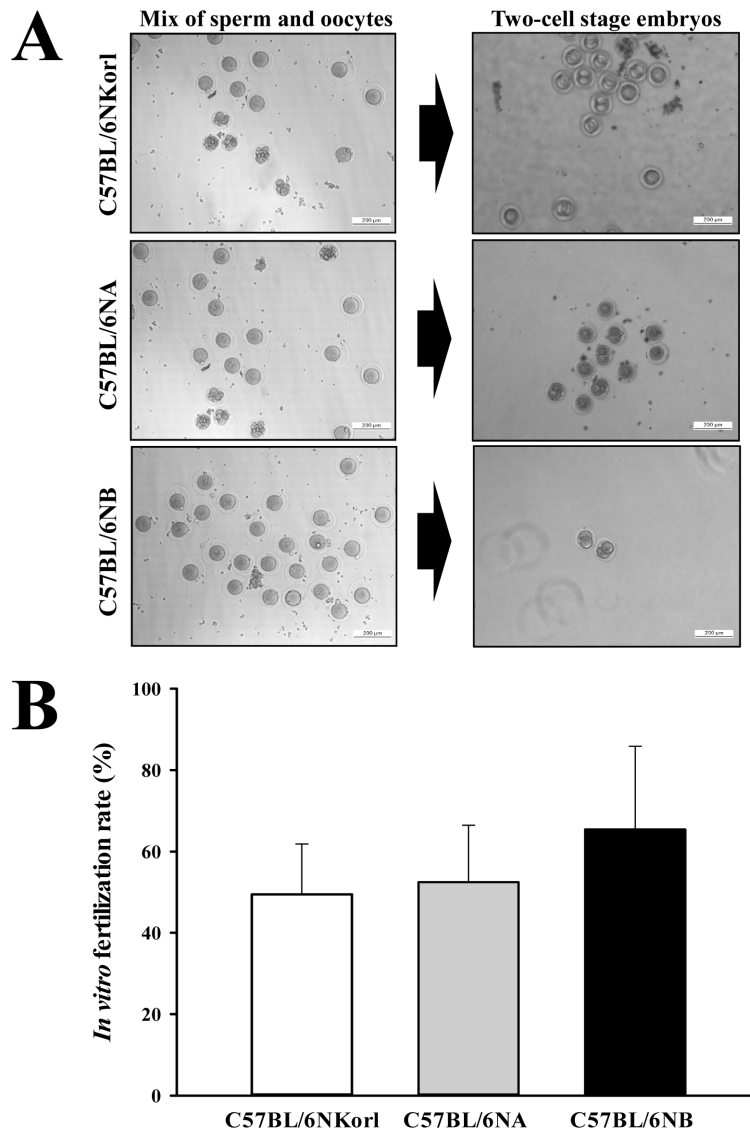 A
Mix of sperm and oocytes
Two-cell stage embryos
C57BL/6NKorl
200 µm
200 µm
C57BL/6NA
200 µm
200 µm
C57BL/6NB
200 µm
200 µm
B
In vitro fertilization rate (%)
100
80
60
40
20
0
C57BL/6NKorl
C57BL/6NA
C57BL/6NB